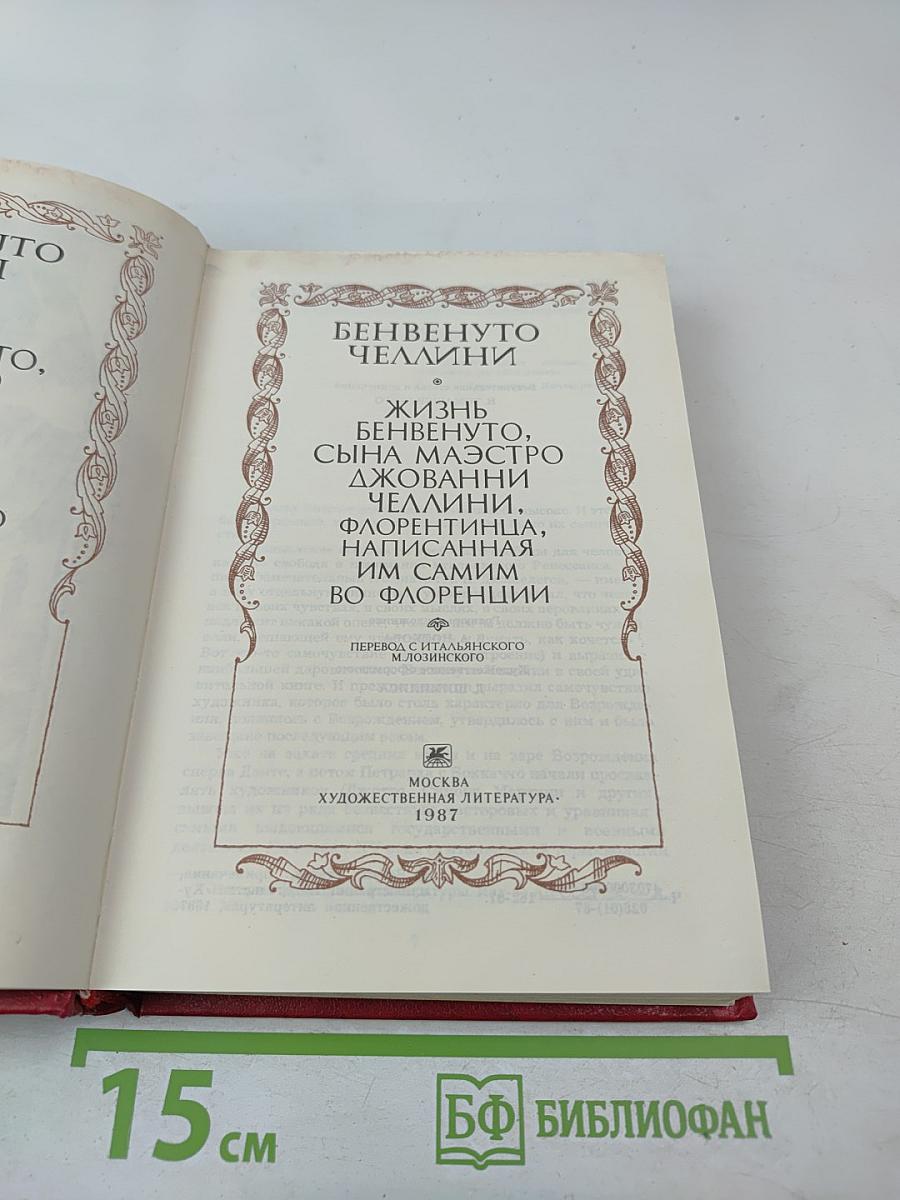 БЕНВЕНУТО
ЧЕЛЛИНИ
ЖИЗНЬ
БЕНВЕНУТО,
СЫНА МАЭСТРО
ДЖОВАННИ
ЧЕЛЛИНИ,
ФЛОРЕНТИНЦА,
НАПИСАННАЯ
ИМ САМИМ
ВО ФЛОРЕНЦИИ
ПЕРЕВОД С ИТАЛЬЯНСКОГО
М.ЛОЗИНСКОГО
МОСКВА
ХУДОЖЕСТВЕННАЯ ЛИТЕРАТУРА·
1987
15 см
БФ БИБЛИОФАН